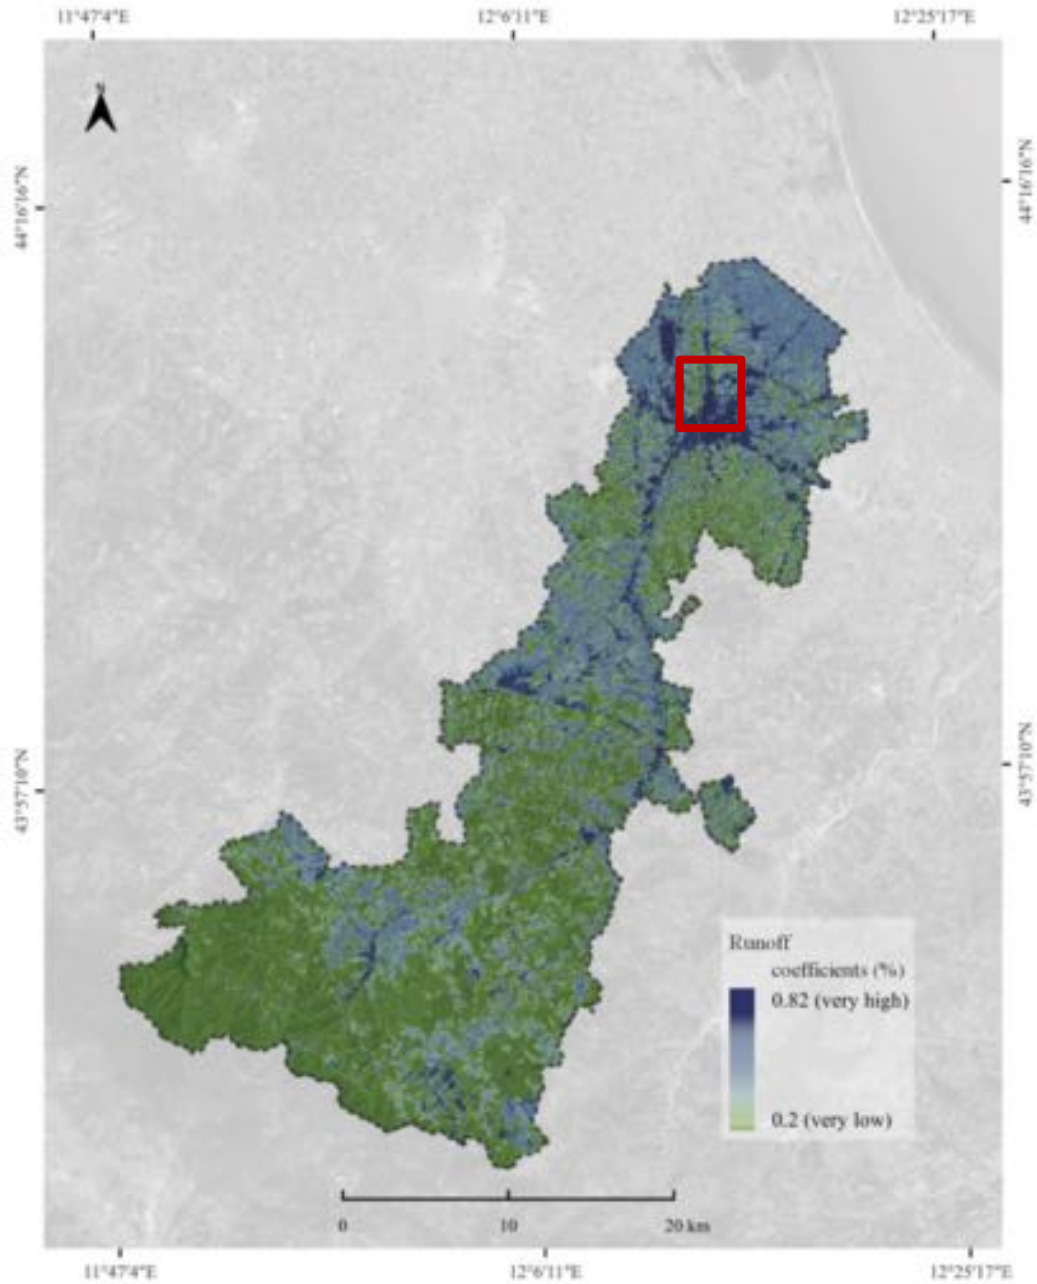 11°47'4"E
12°6'11"E
12°25'17"E
N
44°16'16"N
44°16'16"N
43°57'10"N
43°57'10"N
Runoff
coefficients (%)
0.82 (very high)
0.2 (very low)
0 10 20 km
11°47'4"E
12°6'11"E
12°25'17"E